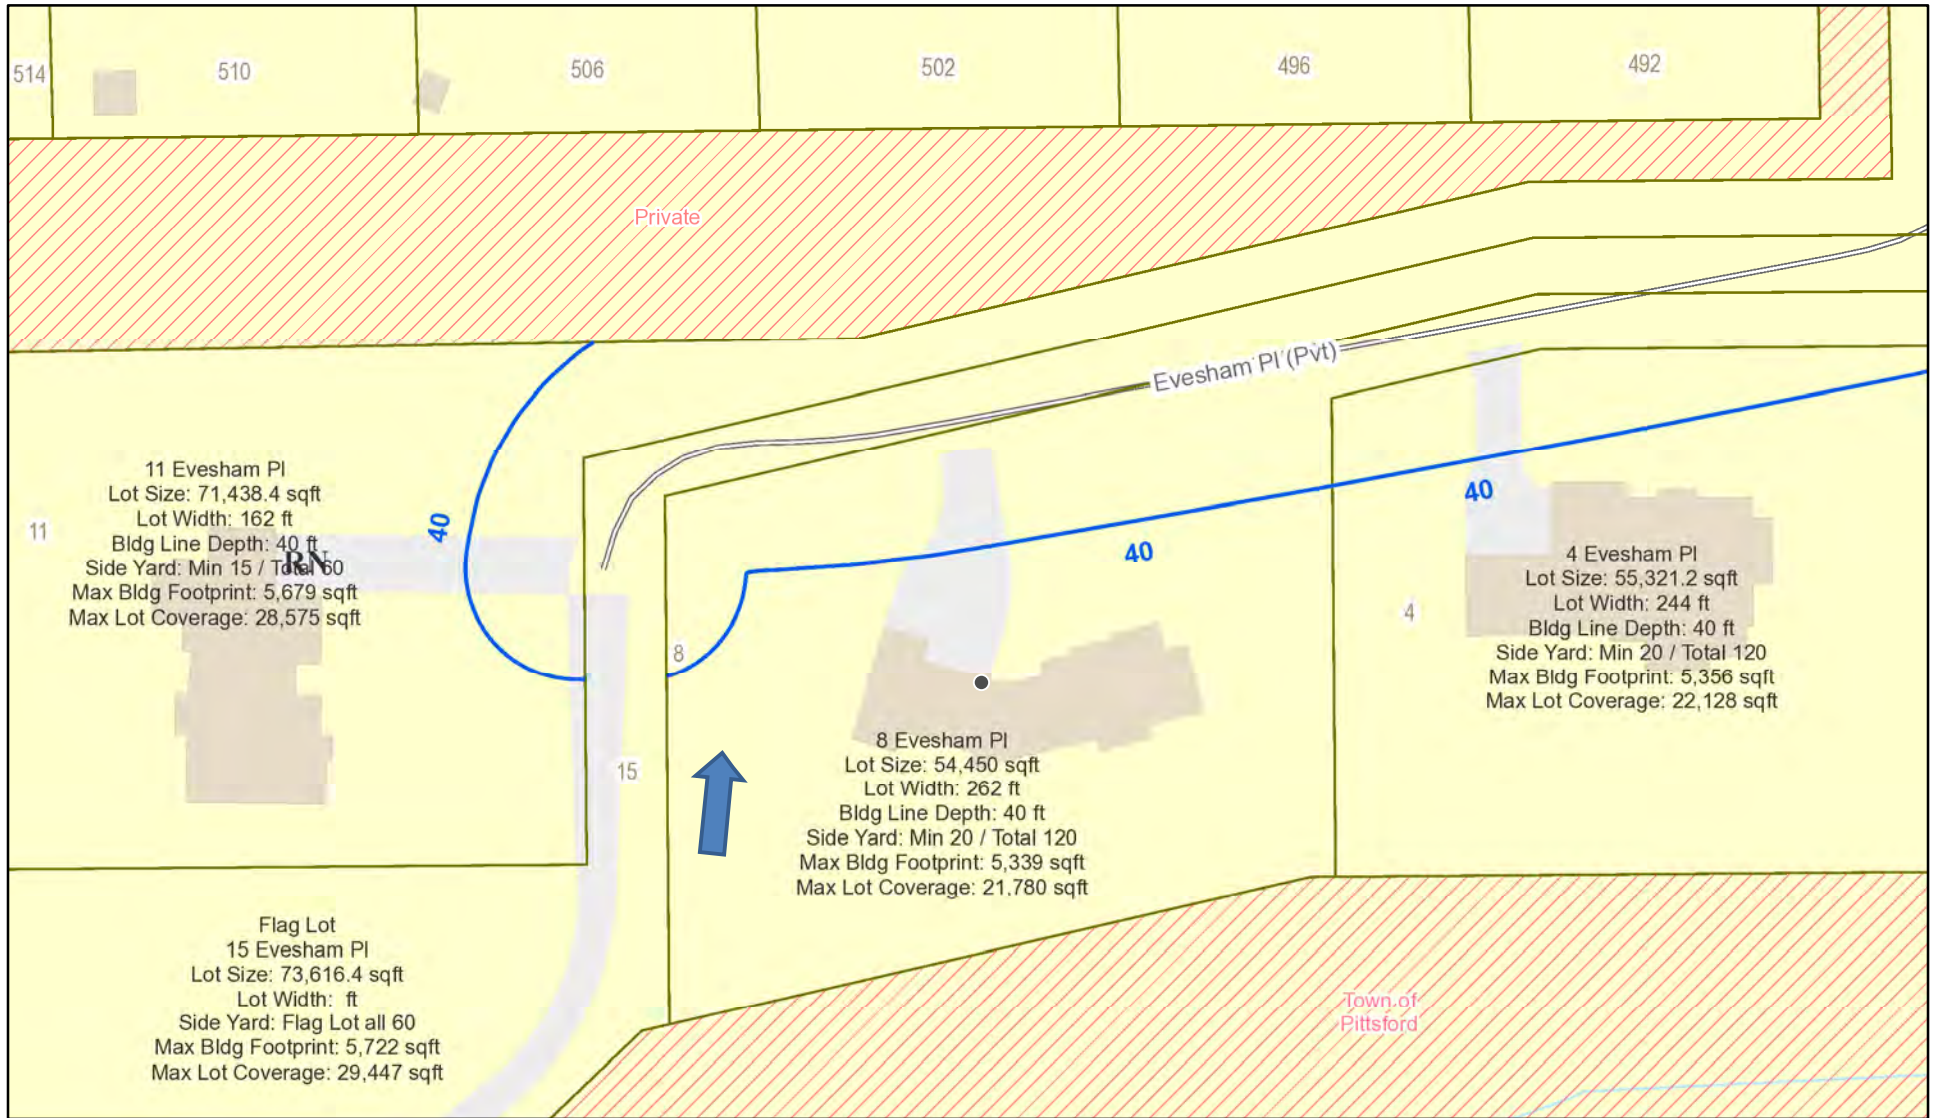 514
510
506
502
496
492
Private
Evesham Pl (Pvt)
40
40
40
11
11 Evesham Pl
Lot Size: 71,438.4 sqft
Lot Width: 162 ft
Bldg Line Depth: 40 ft
Side Yard: Min 15 / Total 60
Max Bldg Footprint: 5,679 sqft
Max Lot Coverage: 28,575 sqft
RN
4
4 Evesham Pl
Lot Size: 55,321.2 sqft
Lot Width: 244 ft
Bldg Line Depth: 40 ft
Side Yard: Min 20 / Total 120
Max Bldg Footprint: 5,356 sqft
Max Lot Coverage: 22,128 sqft
8
15
8 Evesham Pl
Lot Size: 54,450 sqft
Lot Width: 262 ft
Bldg Line Depth: 40 ft
Side Yard: Min 20 / Total 120
Max Bldg Footprint: 5,339 sqft
Max Lot Coverage: 21,780 sqft
Flag Lot
15 Evesham Pl
Lot Size: 73,616.4 sqft
Lot Width:  ft
Side Yard: Flag Lot all 60
Max Bldg Footprint: 5,722 sqft
Max Lot Coverage: 29,447 sqft
Town of
Pittsford